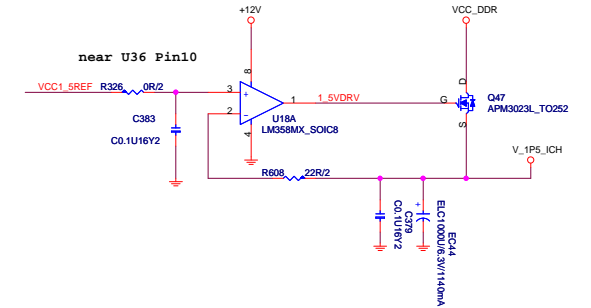 +12V
VCC_DDR
near U36 Pin10
VCC1_5REF
R326
0R/2
8
3
+
1
1_5VDRV
G
D
Q47
APM3023L_TO252
2
-
U18A
LM358MX_SOIC8
C383
C0.1U16Y2
4
S
V_1P5_ICH
R608
22R/2
C379
C0.1U16Y2
+
EC44
ELC1000U/6.3V/1140mA